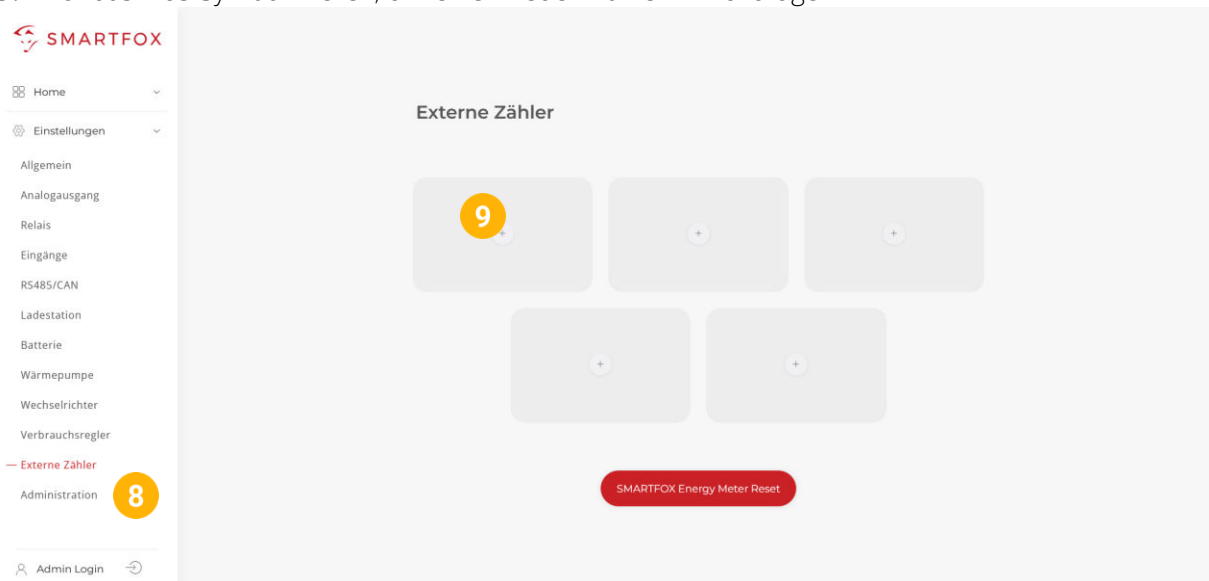 SMARTFOX
Home
Einstellungen
Allgemein
Analogausgang
Relais
Eingänge
RS485/CAN
Ladestation
Batterie
Wärmepumpe
Wechselrichter
Verbrauchsregler
— Externe Zähler
Administration
8
Admin Login
Externe Zähler
9
+
+
+
+
+
SMARTFOX Energy Meter Reset